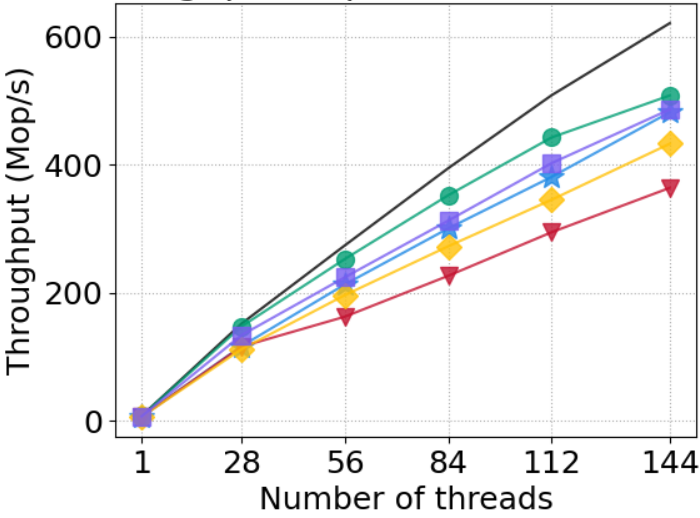 600
400
200
0
Throughput (Mop/s)
1 28 56 84 112 144
Number of threads